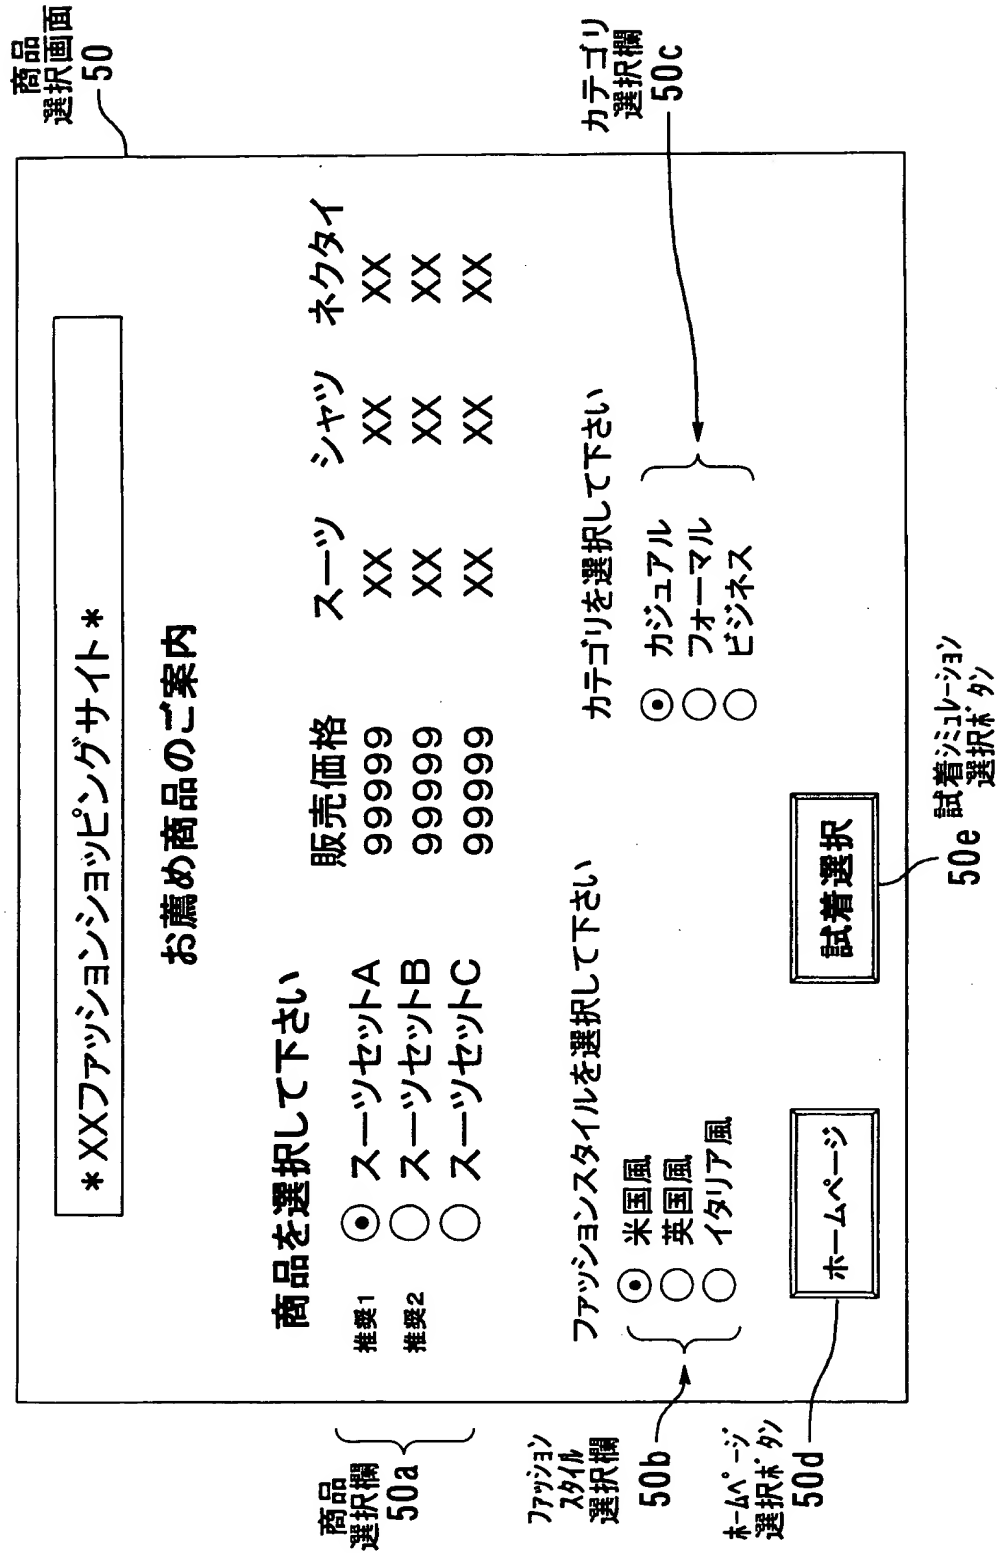 商品
選択画面
50
*XXファッションショッピングサイト*
お薦め商品のご案内
商品を選択して下さい
販売価格 スーツ シャツ ネクタイ
推奨1 スーツセットA 99999 XX XX XX
推奨2 スーツセットB 99999 XX XX XX
スーツセットC 99999 XX XX XX
商品
選択欄
50a
ファッションスタイルを選択して下さい
米国風
英国風
イタリア風
ファッション
スタイル
選択欄
50b
カテゴリを選択して下さい
カジュアル
フォーマル
ビジネス
カテゴリ
選択欄
50c
ホームページ
試着選択
ホームページ
選択ボタン
50d
50e
試着シミュレーション
選択ボタン